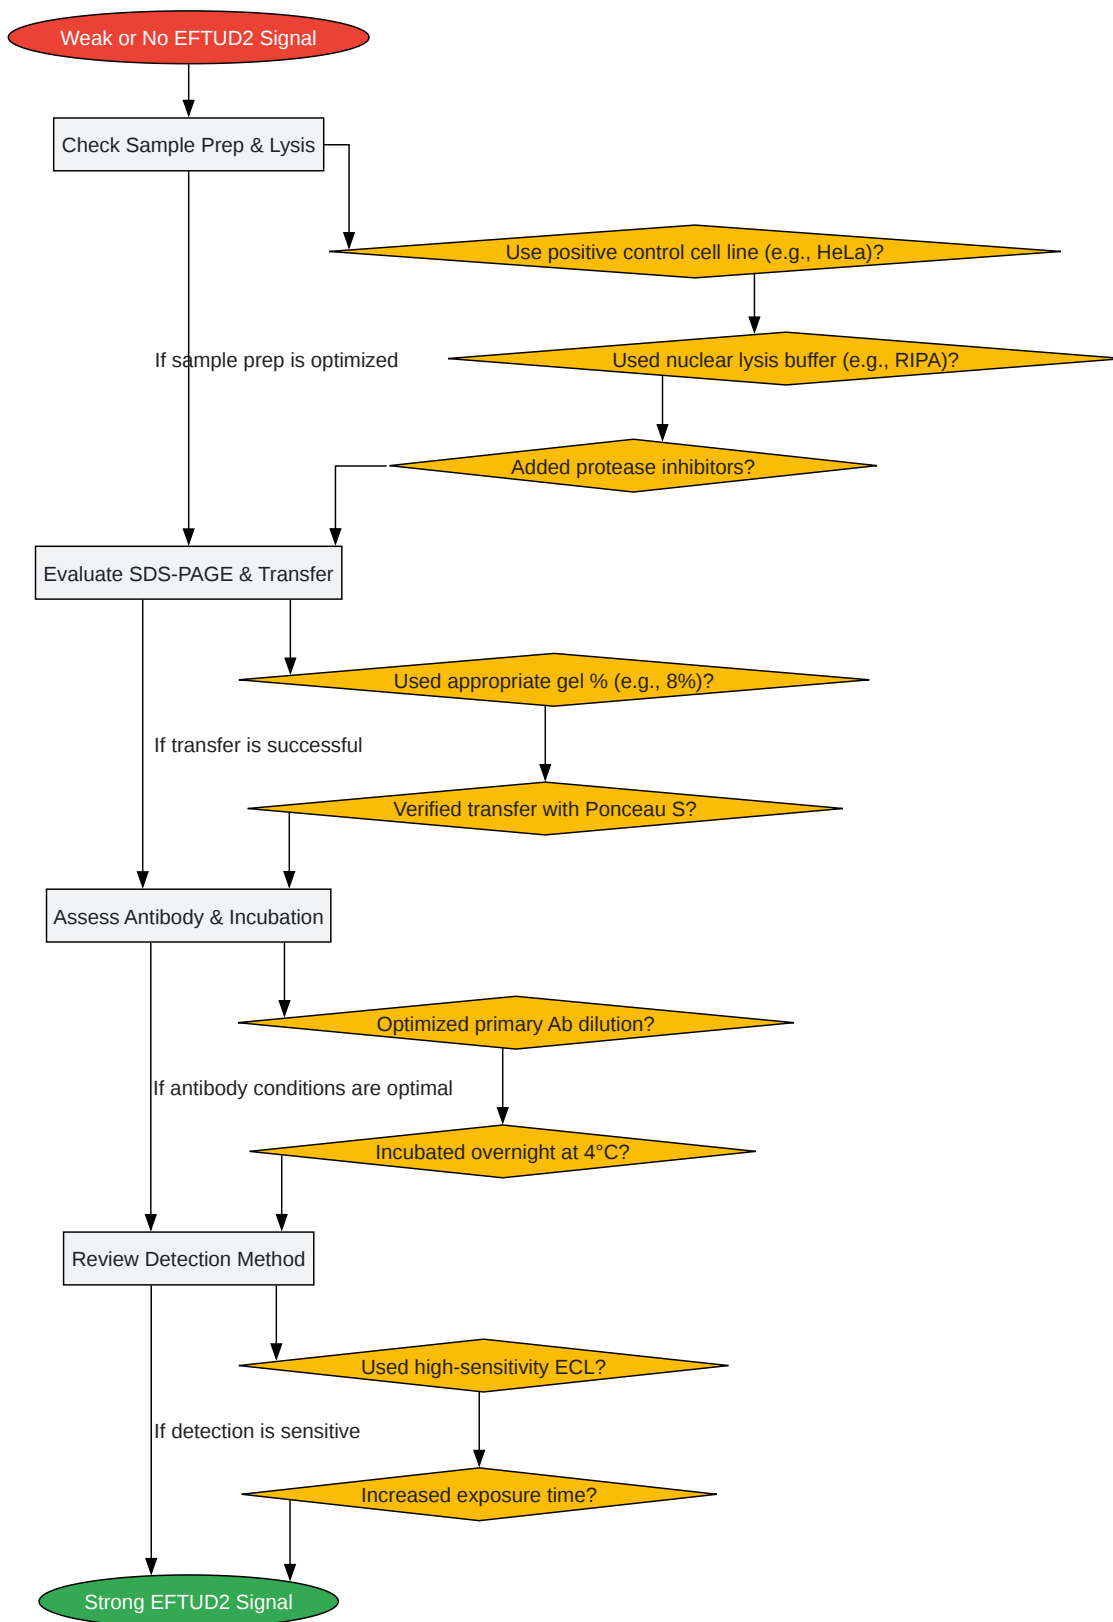 Weak or No EFTUD2 Signal
Check Sample Prep & Lysis
Use positive control cell line (e.g., HeLa)?
Used nuclear lysis buffer (e.g., RIPA)?
If sample prep is optimized
Added protease inhibitors?
Evaluate SDS-PAGE & Transfer
Used appropriate gel % (e.g., 8%)?
If transfer is successful
Verified transfer with Ponceau S?
Assess Antibody & Incubation
Optimized primary Ab dilution?
If antibody conditions are optimal
Incubated overnight at 4°C?
Review Detection Method
Used high-sensitivity ECL?
If detection is sensitive
Increased exposure time?
Strong EFTUD2 Signal